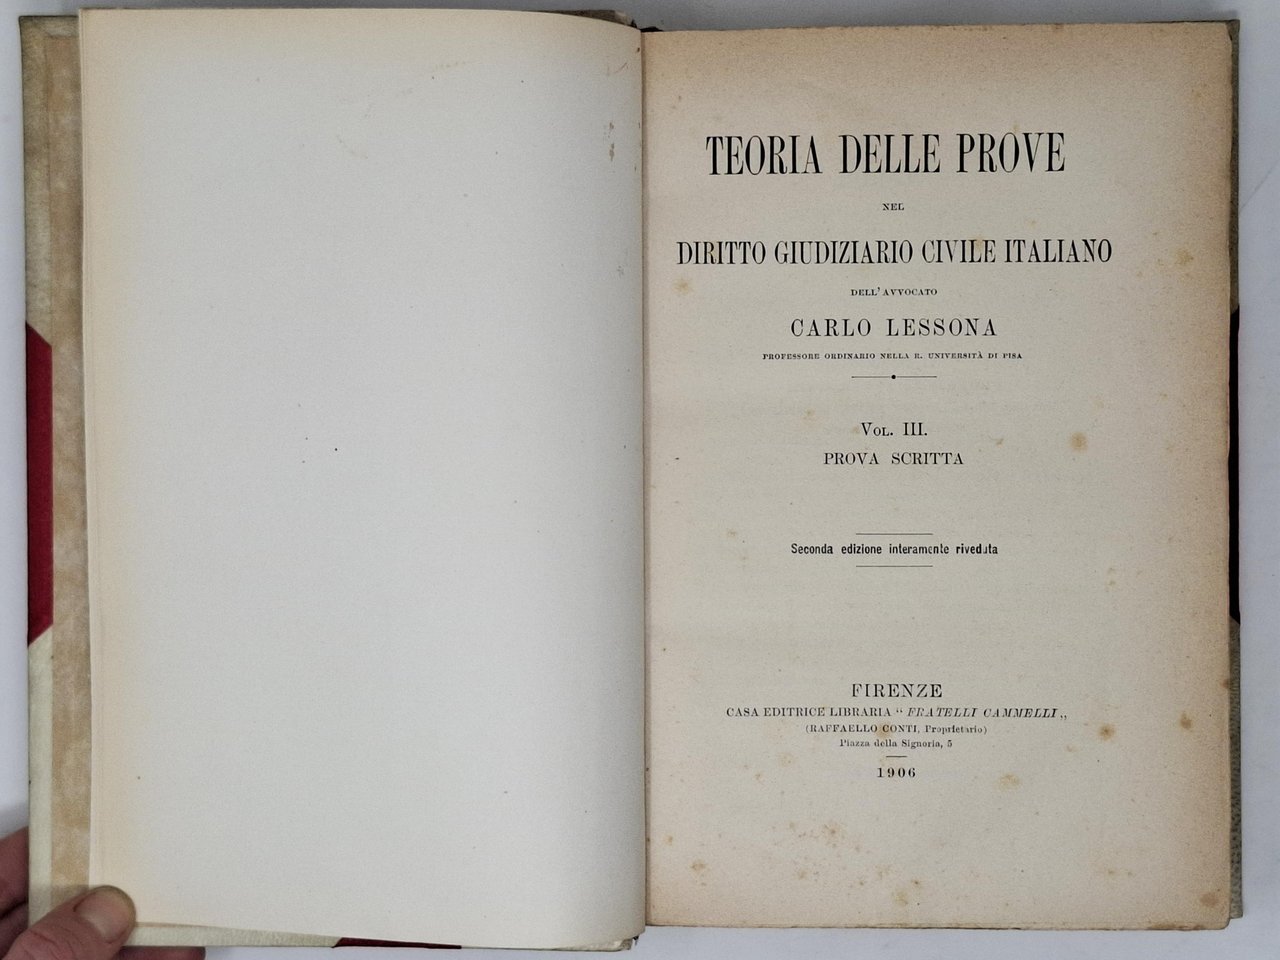 TEORIA DELLE PROVE
NEL
DIRITTO GIUDIZIARIO CIVILE ITALIANO
DELL' AVVOCATO
CARLO LESSONA
PROFESSORE ORDINARIO NELLA R. UNIVERSITÀ DI PISA
VOL. III.
PROVA SCRITTA
Seconda edizione interamente riveduta
FIRENZE
CASA EDITRICE LIBRARIA “ FRATELLI CAMMELLI „
(RAFFAELLO CONTI, Proprietario)
Piazza della Signoria, 5
1906